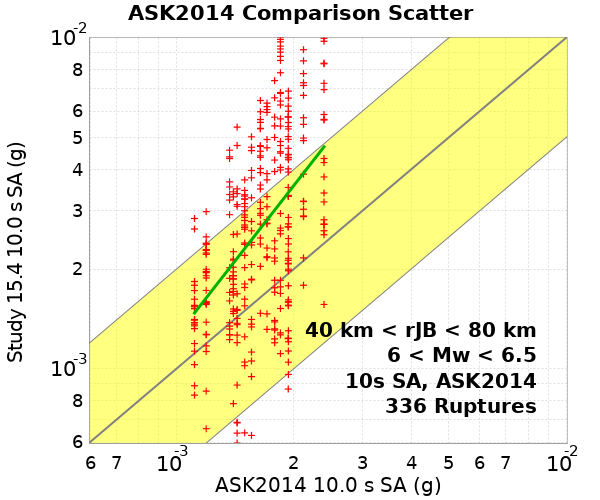 ASK2014 Comparison Scatter
Study 15.4 10.0 s SA (g)
10-2
8
6
5
4
3
2
10-3
8
6
40 km < rJB < 80 km
6 < Mw < 6.5
10s SA, ASK2014
336 Ruptures
6 7 10-3 2 3 4 5 6 7 10-2
ASK2014 10.0 s SA (g)